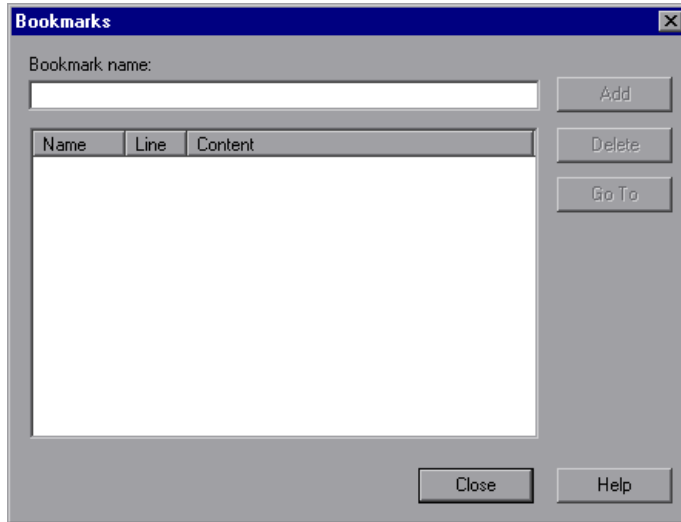 Bookmarks
Bookmark name:
Add
Name Line Content
Delete
Go To
Close Help